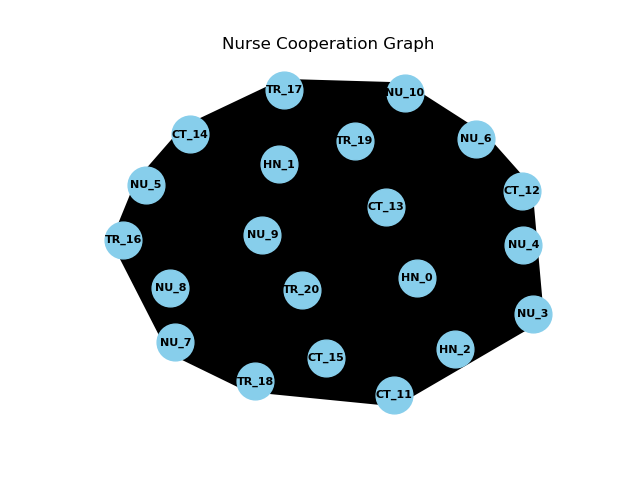 Nurse Cooperation Graph
TR_17
NU_10
CT_14
TR_19
NU_6
HN_1
NU_5
CT_12
CT_13
NU_9
TR_16
NU_4
HN_0
NU_8
TR_20
NU_3
NU_7
HN_2
CT_15
TR_18
CT_11